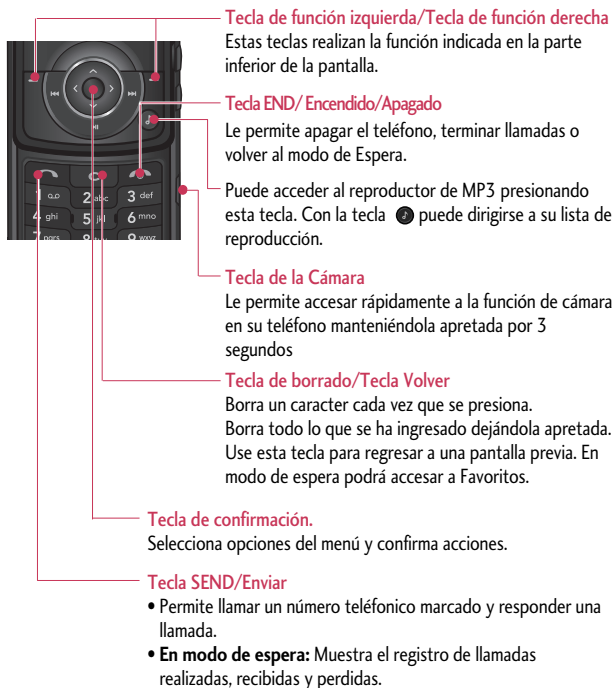 Tecla de función izquierda/Tecla de función derecha
Estas teclas realizan la función indicada en la parte
inferior de la pantalla.
Tecla END/ Encendido/Apagado
Le permite apagar el teléfono, terminar llamadas o
volver al modo de Espera.
Puede acceder al reproductor de MP3 presionando
esta tecla. Con la tecla puede dirigirse a su lista de
reproducción.
Tecla de la Cámara
Le permite accesar rápidamente a la función de cámara
en su teléfono manteniéndola apretada por 3
segundos
Tecla de borrado/Tecla Volver
Borra un caracter cada vez que se presiona.
Borra todo lo que se ha ingresado dejándola apretada.
Use esta tecla para regresar a una pantalla previa. En
modo de espera podrá accesar a Favoritos.
Tecla de confirmación.
Selecciona opciones del menú y confirma acciones.
Tecla SEND/Enviar
• Permite llamar un número teléfonico marcado y responder una
llamada.
• En modo de espera: Muestra el registro de llamadas
realizadas, recibidas y perdidas.
1 2 abc 3 def
4 ghi 5 jkl 6 mno